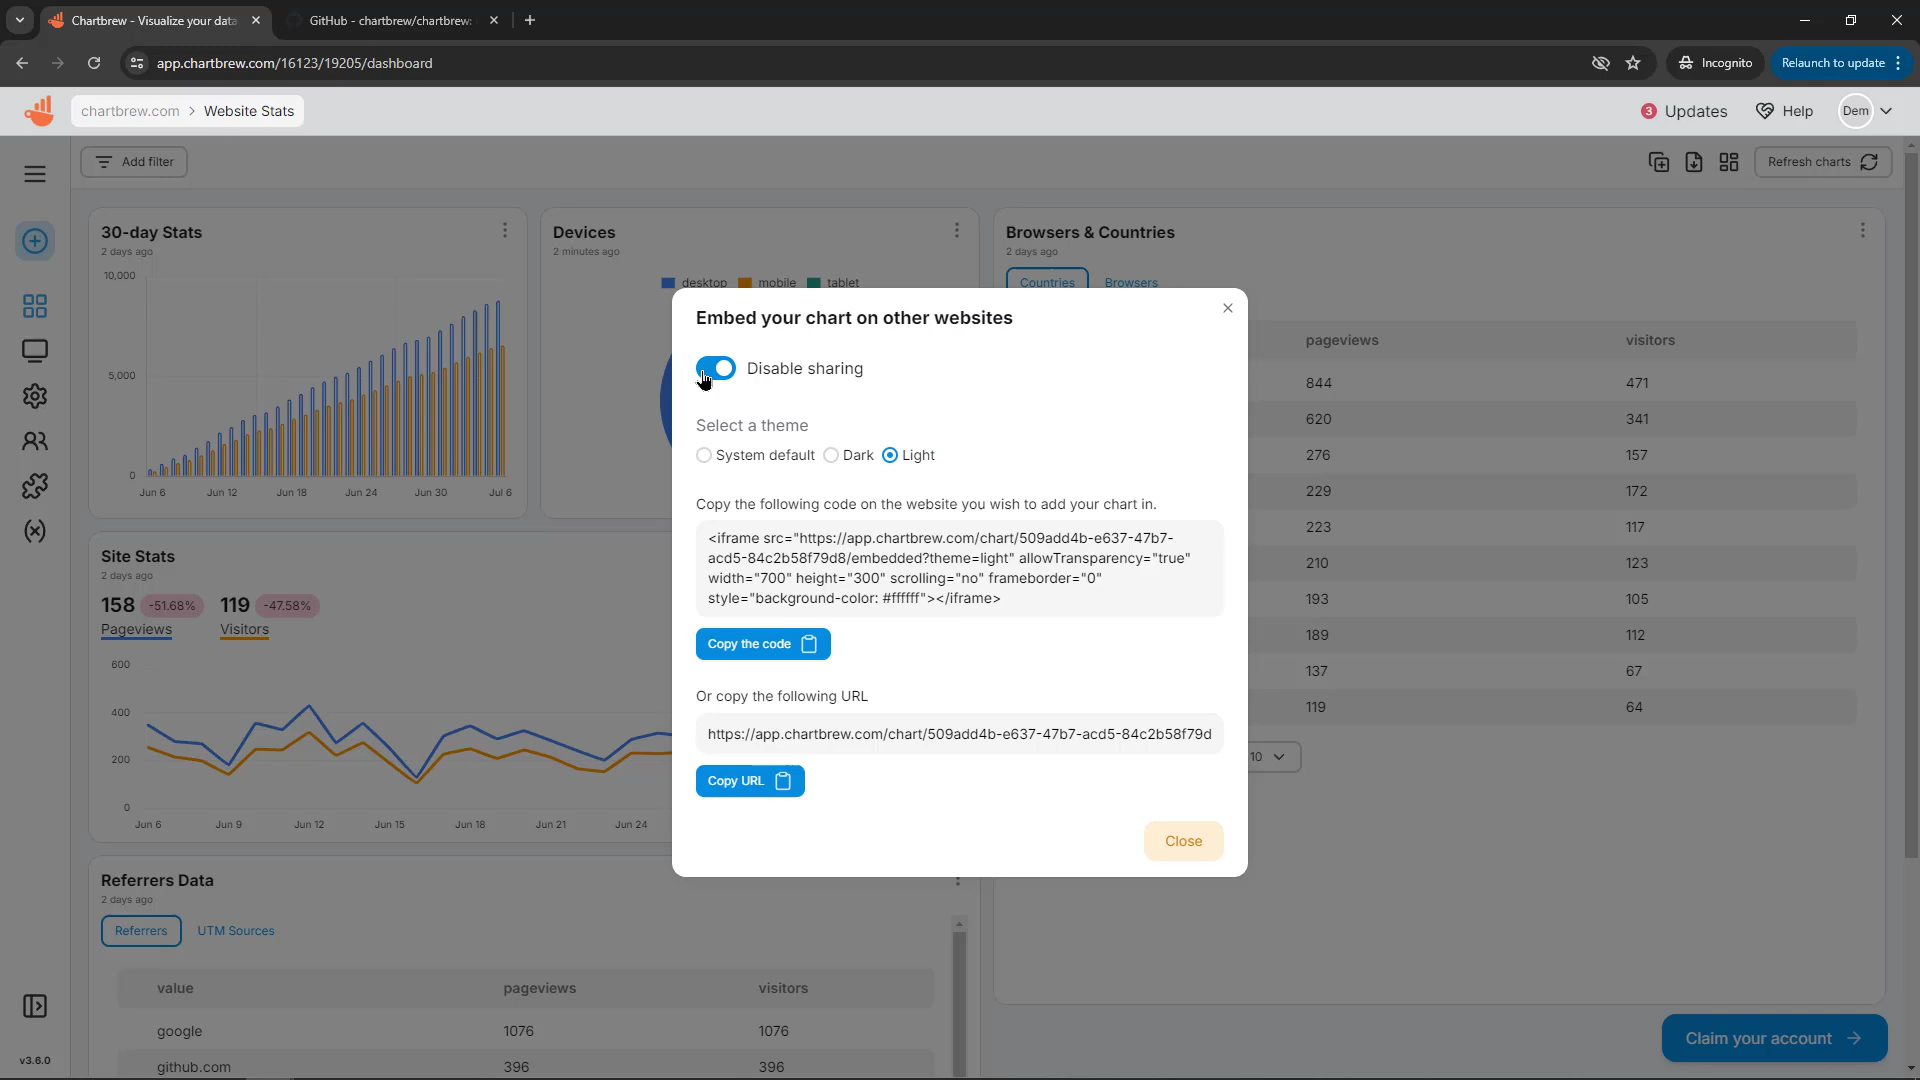 Chartbrew - Visualize your data
GitHub - chartbrew/chartbrew:
app.chartbrew.com/16123/19205/dashboard
Incognito
Relaunch to update
chartbrew.com > Website Stats
3 Updates
Help
Dem
Add filter
Refresh charts
30-day Stats
2 days ago
10,000
5,000
0
Jun 6 Jun 12 Jun 18 Jun 24 Jun 30 Jul 6
Devices
2 minutes ago
desktop mobile tablet
Browsers & Countries
2 days ago
Countries Browsers
pageviews visitors
844 471
620 341
276 157
229 172
223 117
210 123
193 105
189 112
137 67
119 64
10
Embed your chart on other websites
Disable sharing
Select a theme
System default Dark Light
Copy the following code on the website you wish to add your chart in.
<iframe src="https://app.chartbrew.com/chart/509add4b-e637-47b7-
acd5-84c2b58f79d8/embedded?theme=light" allowTransparency="true"
width="700" height="300" scrolling="no" frameborder="0"
style="background-color: #ffffff"></iframe>
Copy the code
Or copy the following URL
https://app.chartbrew.com/chart/509add4b-e637-47b7-acd5-84c2b58f79d
Copy URL
Close
Site Stats
2 days ago
158 -51.68% 119 -47.58%
Pageviews Visitors
600
400
200
0
Jun 6 Jun 9 Jun 12 Jun 15 Jun 18 Jun 21 Jun 24
Referrers Data
2 days ago
Referrers UTM Sources
value pageviews visitors
google 1076 1076
github.com 396 396
Claim your account
v3.6.0